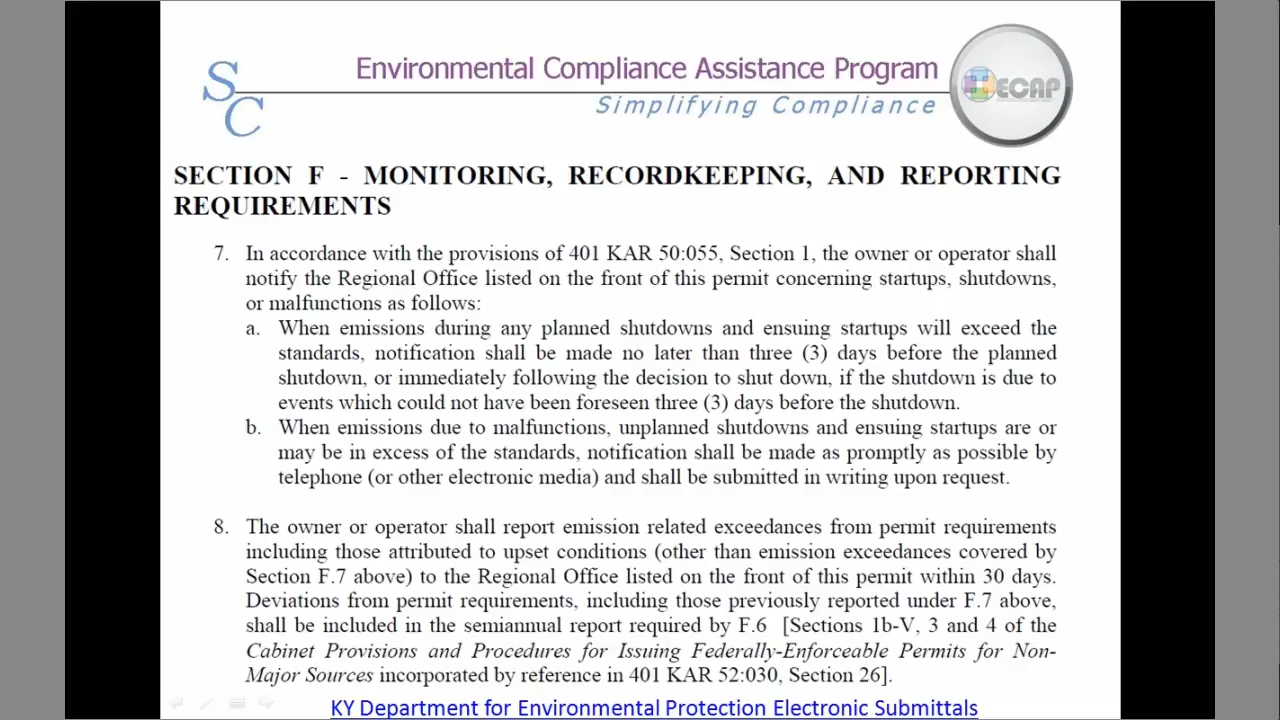 S
C
Environmental Compliance Assistance Program
Simplifying Compliance
ECAP
SECTION F - MONITORING, RECORDKEEPING, AND REPORTING
REQUIREMENTS
7. In accordance with the provisions of 401 KAR 50:055, Section 1, the owner or operator shall
notify the Regional Office listed on the front of this permit concerning startups, shutdowns,
or malfunctions as follows:
a. When emissions during any planned shutdowns and ensuing startups will exceed the
standards, notification shall be made no later than three (3) days before the planned
shutdown, or immediately following the decision to shut down, if the shutdown is due to
events which could not have been foreseen three (3) days before the shutdown.
b. When emissions due to malfunctions, unplanned shutdowns and ensuing startups are or
may be in excess of the standards, notification shall be made as promptly as possible by
telephone (or other electronic media) and shall be submitted in writing upon request.
8. The owner or operator shall report emission related exceedances from permit requirements
including those attributed to upset conditions (other than emission exceedances covered by
Section F.7 above) to the Regional Office listed on the front of this permit within 30 days.
Deviations from permit requirements, including those previously reported under F.7 above,
shall be included in the semiannual report required by F.6 [Sections 1b-V, 3 and 4 of the
Cabinet Provisions and Procedures for Issuing Federally-Enforceable Permits for Non-
Major Sources incorporated by reference in 401 KAR 52:030, Section 26].
KY Department for Environmental Protection Electronic Submittals